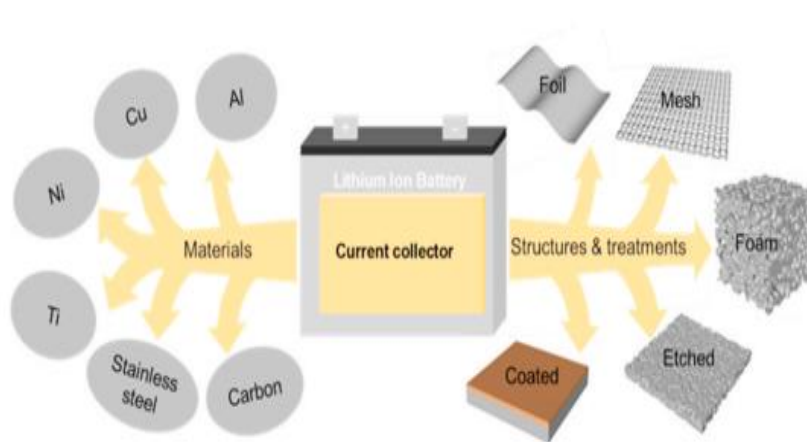 Al
Cu
Ni
Ti
Stainless
steel
Carbon
Materials
Lithium Ion Battery
Current collector
Structures & treatments
Foil
Mesh
Foam
Etched
Coated